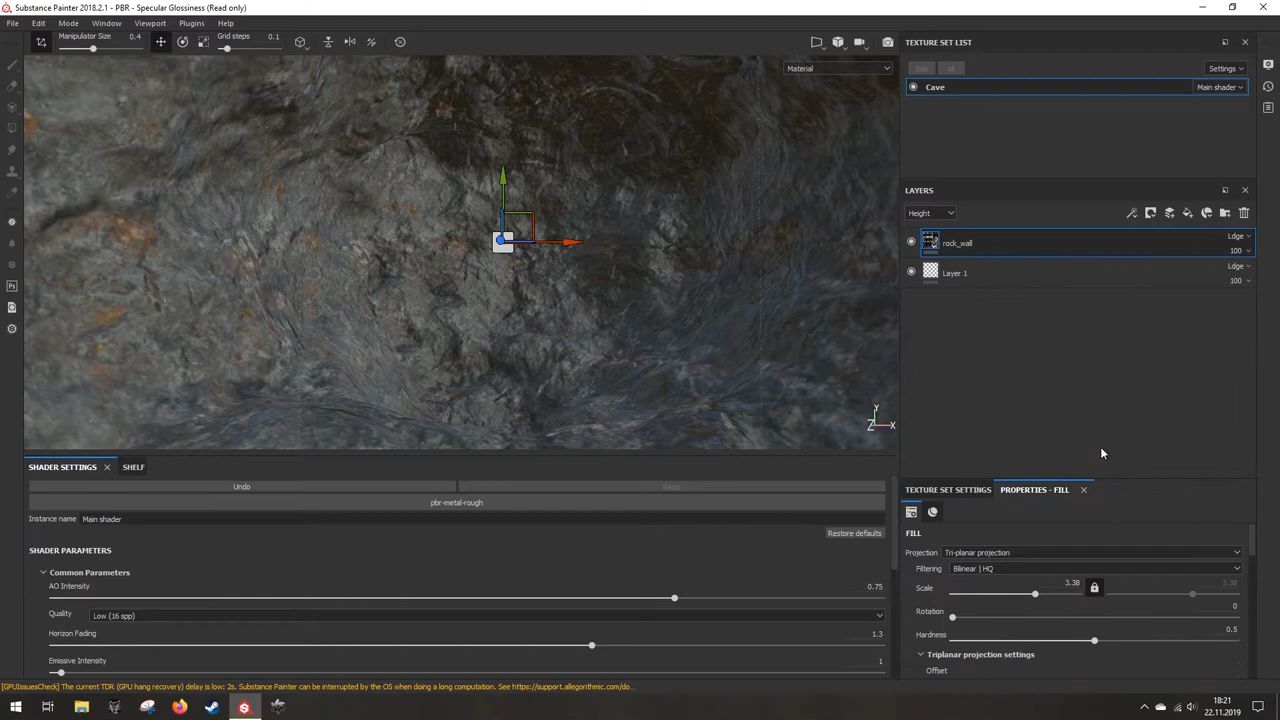 Substance Painter 2018.2.1 - PBR - Specular Glossiness (Read only)
File Edit Mode Window Viewport Plugins Help
Manipulator Size 0.4 Grid steps 0.1
Material
TEXTURE SET LIST
Solo All Settings
Cave Main shader
LAYERS
Height
rock_wall Ldge
100
Layer 1 Ldge
100
SHADER SETTINGS SHELF
Undo Redo
pbr-metal-rough
Instance name Main shader
Restore defaults
SHADER PARAMETERS
Common Parameters
AO Intensity 0.75
Quality Low (16 spp)
Horizon Fading 1.3
Emissive Intensity 1
TEXTURE SET SETTINGS PROPERTIES - FILL
FILL
Projection Tri-planar projection
Filtering Bilinear | HQ
Scale 3.38 3.38
Rotation 0
Hardness 0.5
Triplanar projection settings
Offset
Y
Z X
Ps
[GPUIssuesCheck] The current TDR (GPU hang recovery) delay is low: 2s. Substance Painter can be interrupted by the OS when doing a long computation. See https://support.allegorithmic.com/do...
18:21
22.11.2019